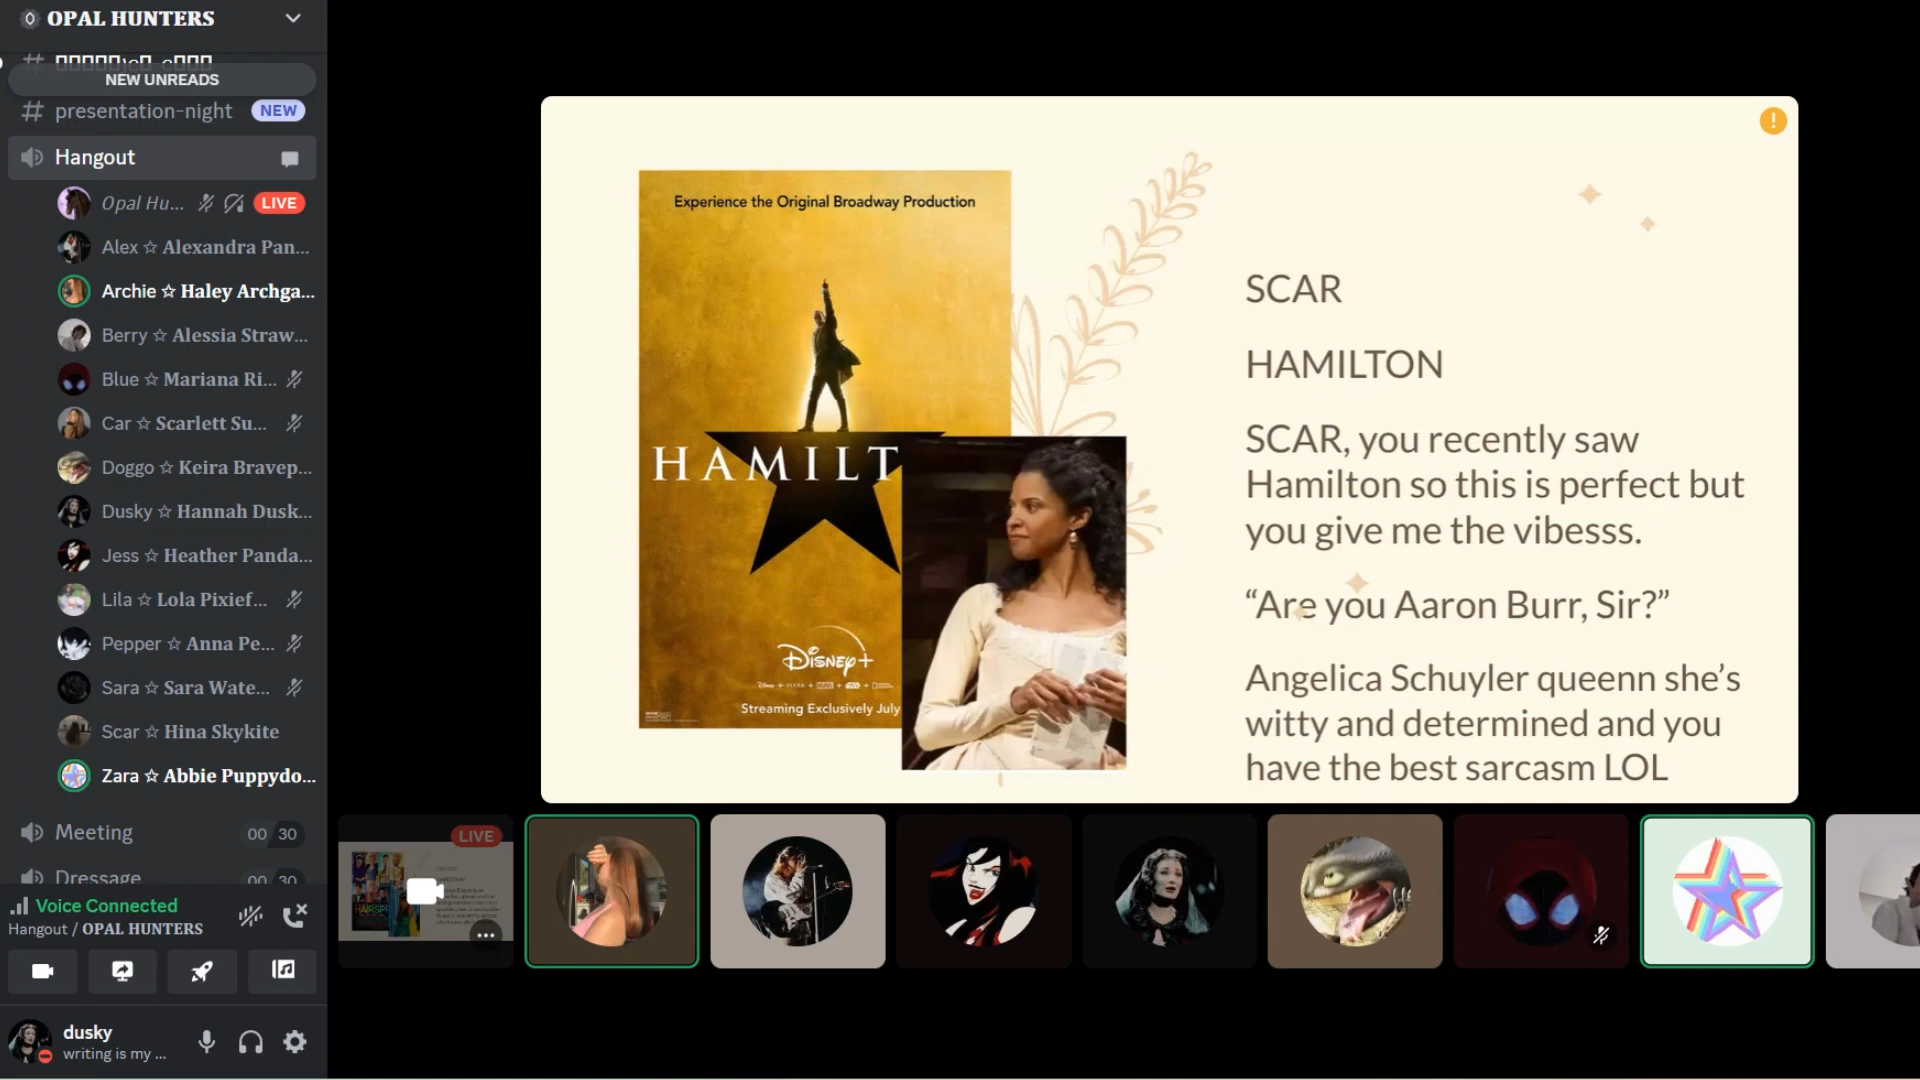 OPAL HUNTERS
NEW UNREADS
presentation-night NEW
Hangout
Opal Hu... LIVE
Alex ☆ Alexandra Pan...
Archie ☆ Haley Archga...
Berry ☆ Alessia Straw...
Blue ☆ Mariana Ri...
Car ☆ Scarlett Su...
Doggo ☆ Keira Bravep...
Dusky ☆ Hannah Dusk...
Jess ☆ Heather Panda...
Lila ☆ Lola Pixief...
Pepper ☆ Anna Pe...
Sara ☆ Sara Wate...
Scar ☆ Hina Skykite
Zara ☆ Abbie Puppydo...
Meeting 00 30
Dressage 00 30
Voice Connected
Hangout / OPAL HUNTERS
dusky
writing is my ...
Experience the Original Broadway Production
HAMILT
Disney+
Streaming Exclusively July
SCAR
HAMILTON
SCAR, you recently saw
Hamilton so this is perfect but
you give me the vibesss.
“Are you Aaron Burr, Sir?”
Angelica Schuyler queenn she’s
witty and determined and you
have the best sarcasm LOL
LIVE
HAIRSP